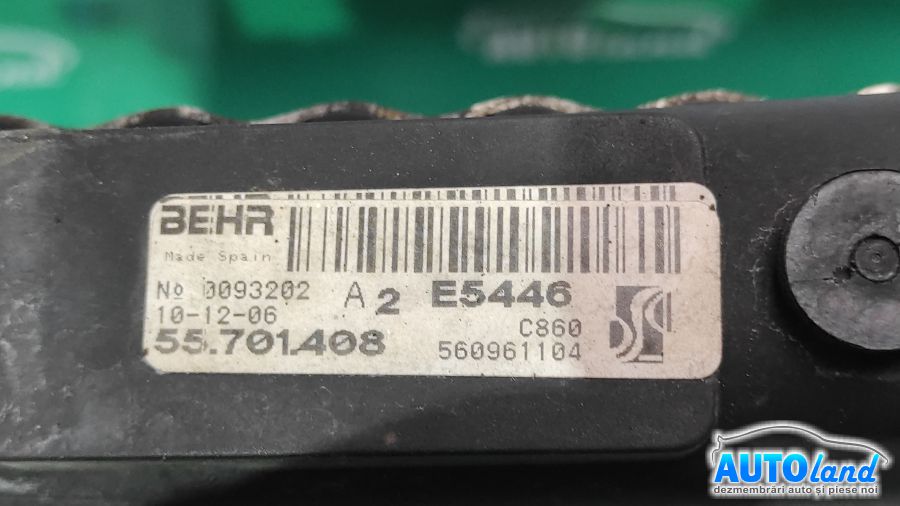 BEHR
Made Spain
№ 0093202 A2 E5446
10-12-06 C860
55.701.408 560961104
AUTOland
dezmembrări auto și piese noi